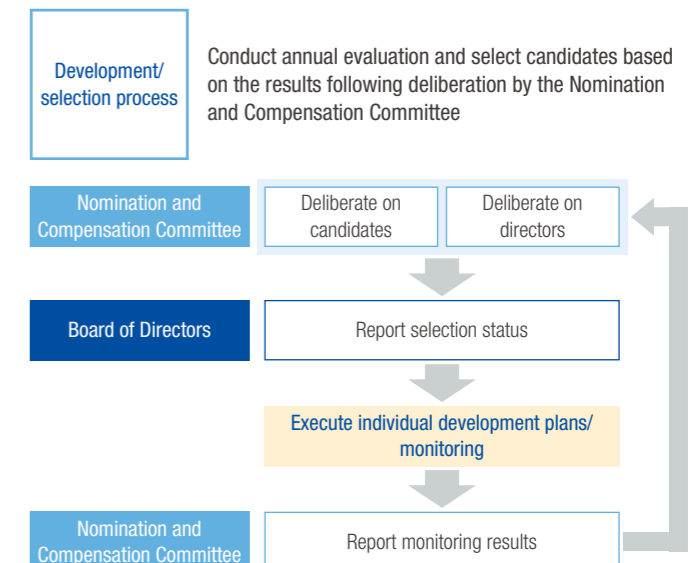 Development/
selection process
Conduct annual evaluation and select candidates based
on the results following deliberation by the Nomination
and Compensation Committee
Nomination and
Compensation Committee
Deliberate on
candidates
Deliberate on
directors
Board of Directors
Report selection status
Execute individual development plans/
monitoring
Nomination and
Compensation Committee
Report monitoring results